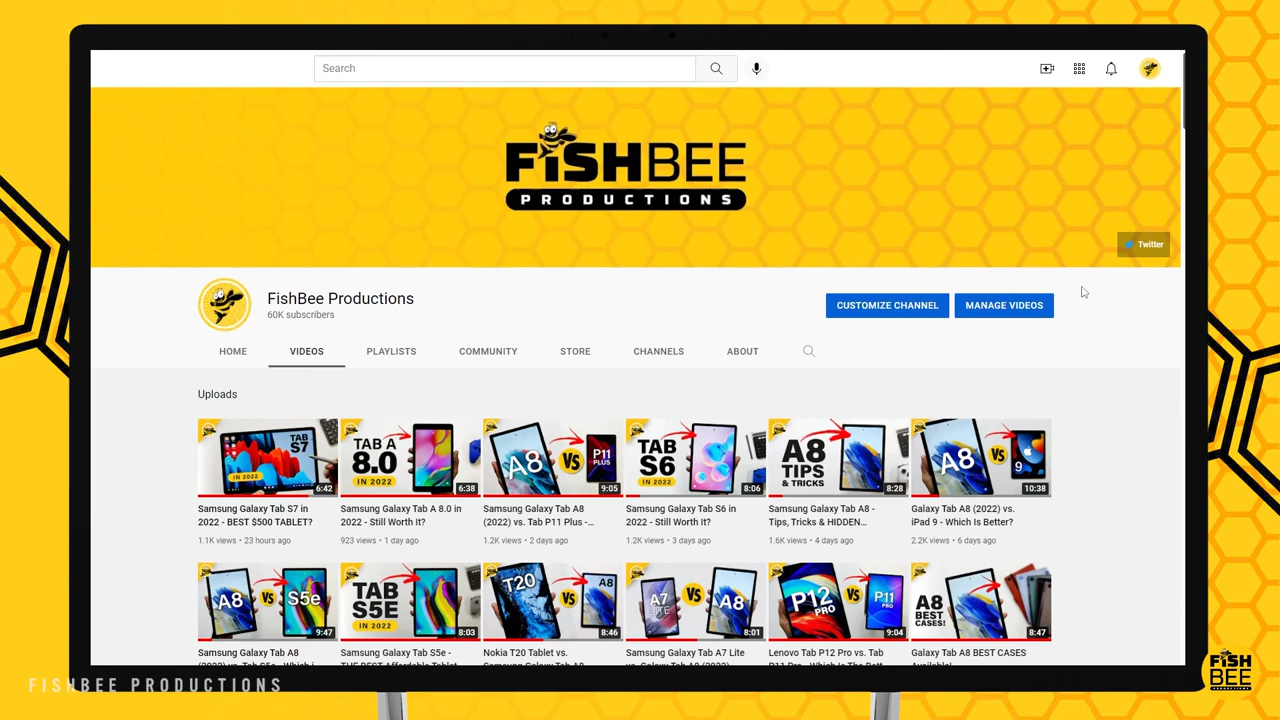 Search
FiSHBEE
PRODUCTIONS
Twitter
FishBee Productions
60K subscribers
CUSTOMIZE CHANNEL
MANAGE VIDEOS
HOME
VIDEOS
PLAYLISTS
COMMUNITY
STORE
CHANNELS
ABOUT
Uploads
TAB
S7
IN 2022
6:42
TAB A
8.0
IN 2022
6:38
A8
VS
P11
PLUS
9:05
TAB
S6
IN 2022
8:06
A8
TIPS
& TRICKS
8:28
A8
VS
9
10:38
Samsung Galaxy Tab S7 in
2022 - BEST $500 TABLET?
1.1K views • 23 hours ago
Samsung Galaxy Tab A 8.0 in
2022 - Still Worth It?
923 views • 1 day ago
Samsung Galaxy Tab A8
(2022) vs. Tab P11 Plus -...
1.2K views • 2 days ago
Samsung Galaxy Tab S6 in
2022 - Still Worth It?
1.2K views • 3 days ago
Samsung Galaxy Tab A8 -
Tips, Tricks & HIDDEN...
1.6K views • 4 days ago
Galaxy Tab A8 (2022) vs.
iPad 9 - Which Is Better?
2.2K views • 6 days ago
A8
VS
S5e
9:47
TAB
S5E
IN 2022
8:03
T20
VS
A8
8:46
A7
LITE
VS
A8
8:01
P12
PRO
VS
P11
PRO
9:04
A8
BEST
CASES!
8:47
Samsung Galaxy Tab A8
Samsung Galaxy Tab S5e -
Nokia T20 Tablet vs.
Samsung Galaxy Tab A7 Lite
Lenovo Tab P12 Pro vs. Tab
Galaxy Tab A8 BEST CASES
FISHBEE PRODUCTIONS
FiSH
BEE
PRODUCTIONS